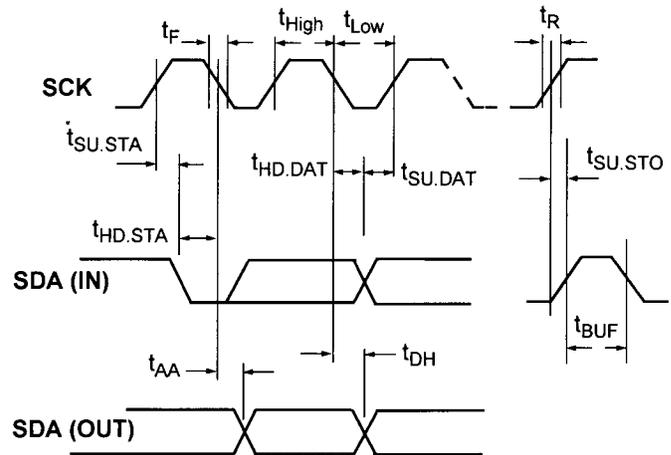 tF
tHigh
tLow
tR
SCK
tSU.STA
tHD.DAT
tSU.DAT
tSU.STO
tHD.STA
SDA (IN)
tBUF
tAA
tDH
SDA (OUT)